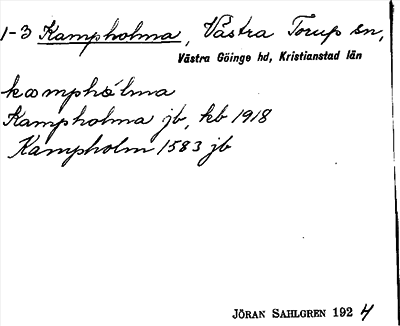 1-3 Kampholma, Västra Torup sn,
Västra Göinge hd, Kristianstad län
Kampholma jb, kb 1918
Kampholm 1583 jb
JÖRAN SAHLGREN 1924